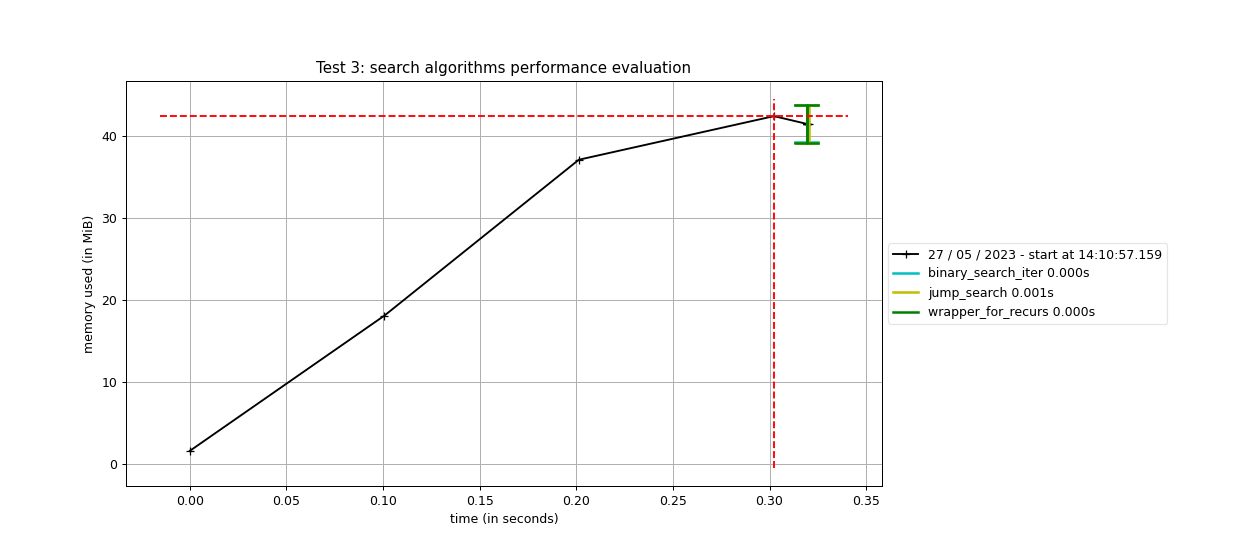 Test 3: search algorithms performance evaluation
memory used (in MiB)
40
30
20
10
0
0.00 0.05 0.10 0.15 0.20 0.25 0.30 0.35
time (in seconds)
27 / 05 / 2023 - start at 14:10:57.159
binary_search_iter 0.000s
jump_search 0.001s
wrapper_for_recurs 0.000s